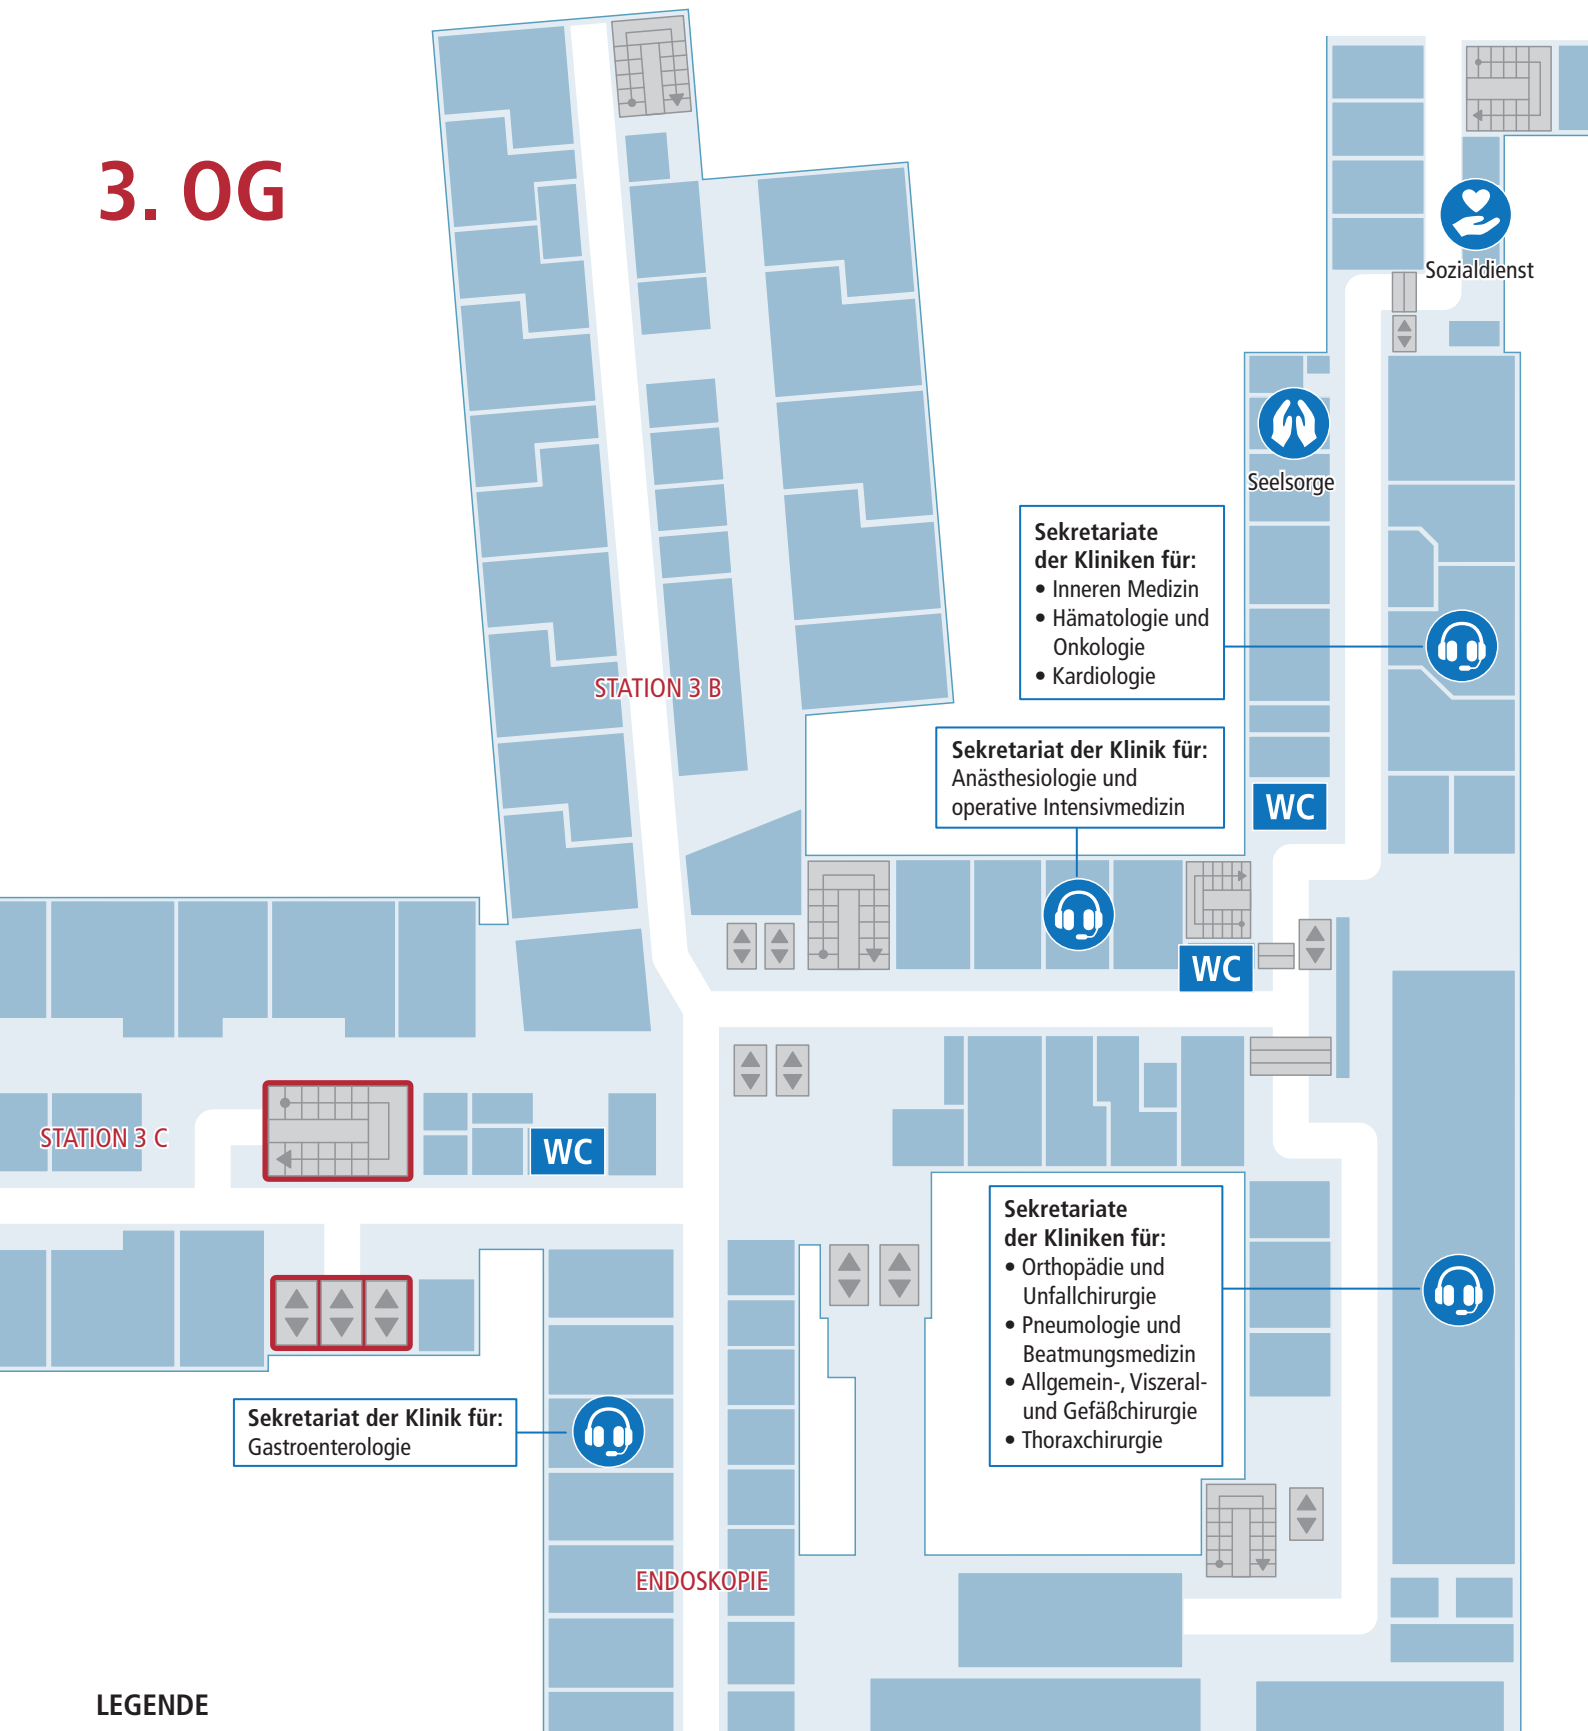 3. OG
Sozialdienst
Seelsorge
Sekretariate
der Kliniken für:
• Inneren Medizin
• Hämatologie und
Onkologie
• Kardiologie
STATION 3 B
Sekretariat der Klinik für:
Anästhesiologie und
operative Intensivmedizin
WC
WC
STATION 3 C
WC
Sekretariate
der Kliniken für:
• Orthopädie und
Unfallchirurgie
• Pneumologie und
Beatmungsmedizin
• Allgemein-, Viszeral-
und Gefäßchirurgie
• Thoraxchirurgie
Sekretariat der Klinik für:
Gastroenterologie
ENDOSKOPIE
LEGENDE